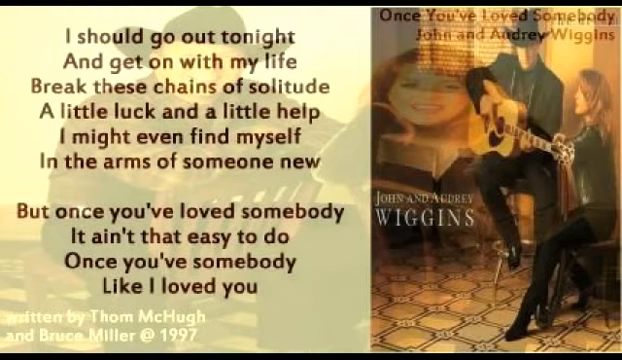 I should go out tonight
And get on with my life
Break these chains of solitude
A little luck and a little help
I might even find myself
In the arms of someone new
But once you've loved somebody
It ain't that easy to do
Once you've somebody
Like I loved you
written by Thom McHugh
and Bruce Miller @ 1997
Once You've Loved Somebody
John and Audrey Wiggins
JOHN AND AUDREY
WIGGINS